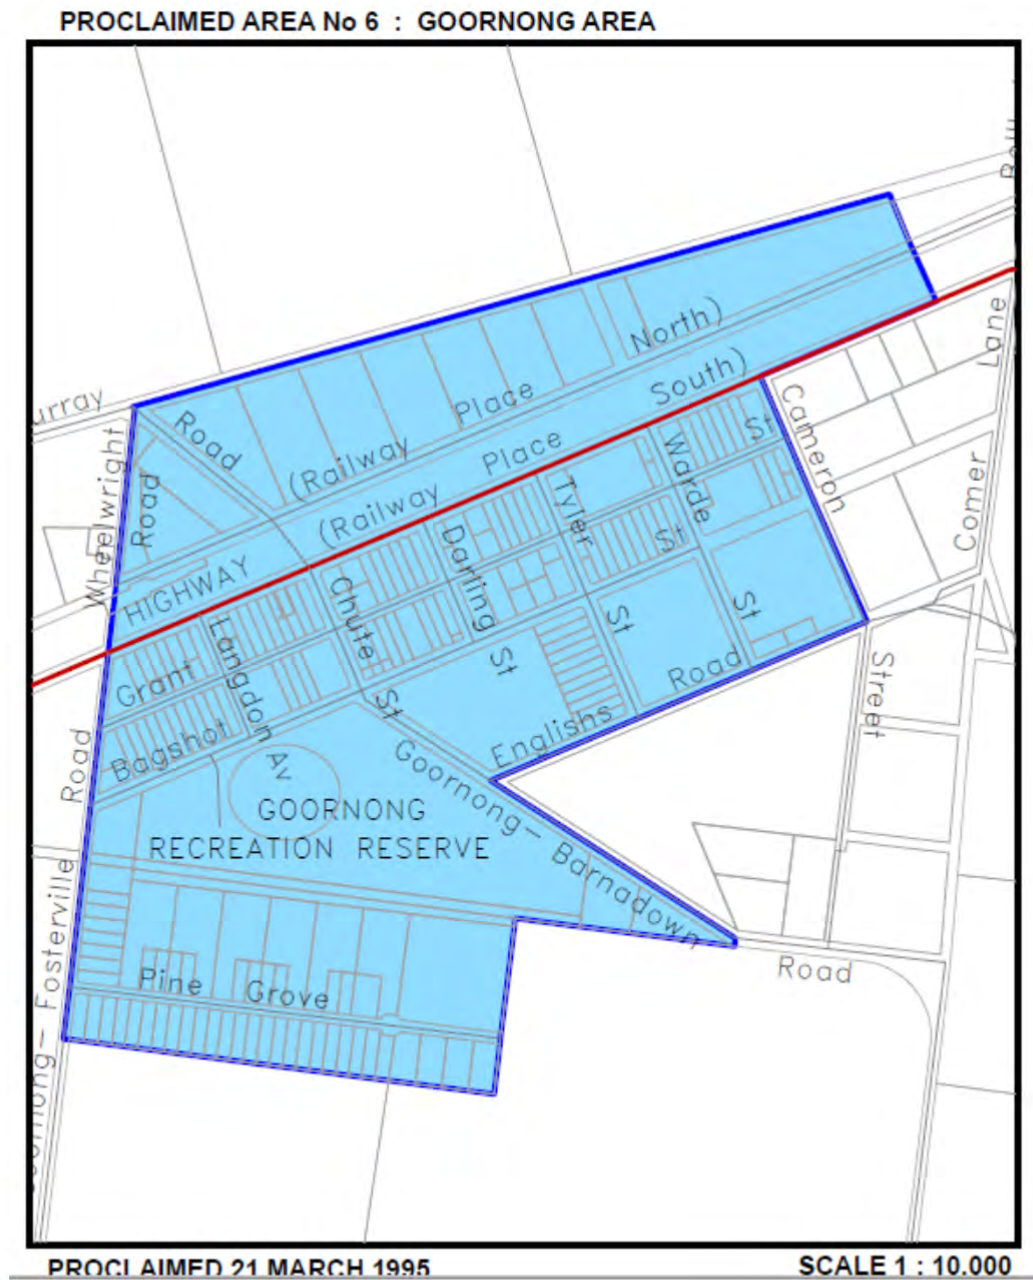 PROCLAIMED AREA No 6 : GOORNONG AREA
urray
Road
Wheelwright
Road
(Railway Place North)
(Railway Place South)
HIGHWAY
Cameron
Street
Comer
Lane
Warde
St
Tyler
St
Darling
St
Chute
St
Langdon
Av
Grant
St
Bagshot
St
Englishs Road
Goornong-
Barnadown
Road
GOORNONG
RECREATION RESERVE
Pine Grove
Road
Fosterville
PROCLAIMED 21 MARCH 1995
SCALE 1 : 10.000